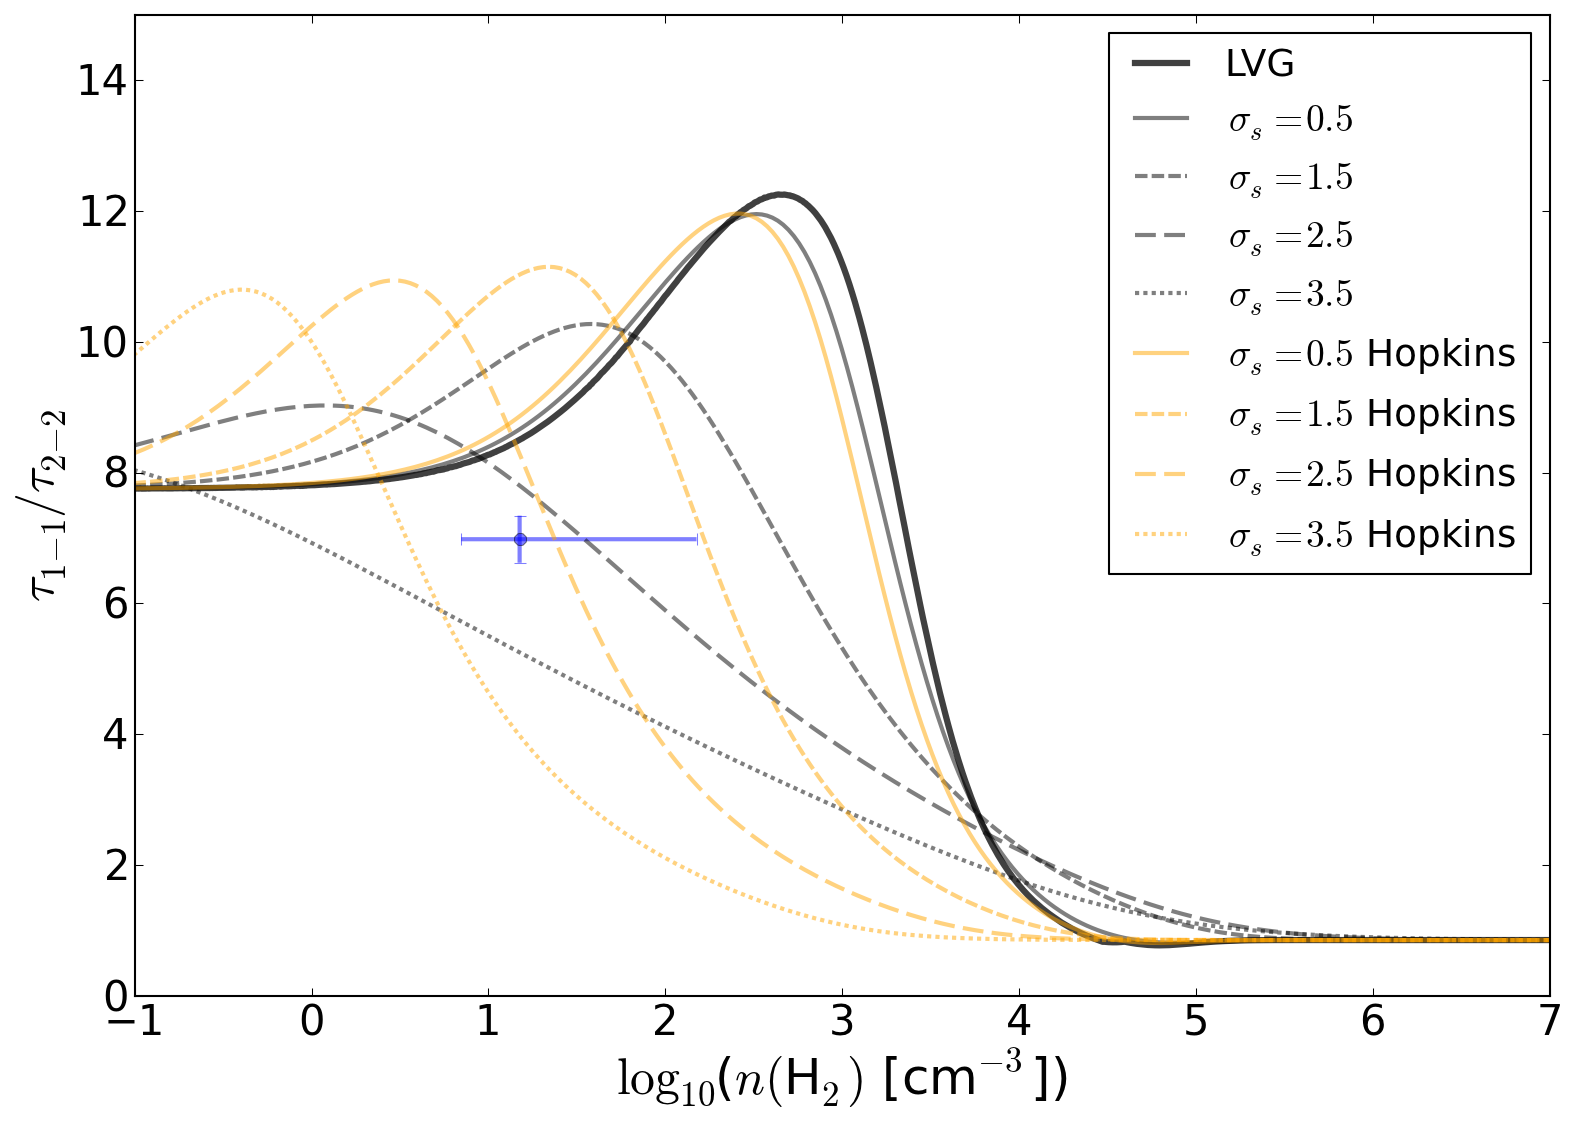 14
12
10
8
6
4
2
0
τ1−1/τ2−2
−1 0 1 2 3 4 5 6 7
log10(n(H2) [cm−3])
LVG
σs =0.5
σs =1.5
σs =2.5
σs =3.5
σs =0.5 Hopkins
σs =1.5 Hopkins
σs =2.5 Hopkins
σs =3.5 Hopkins